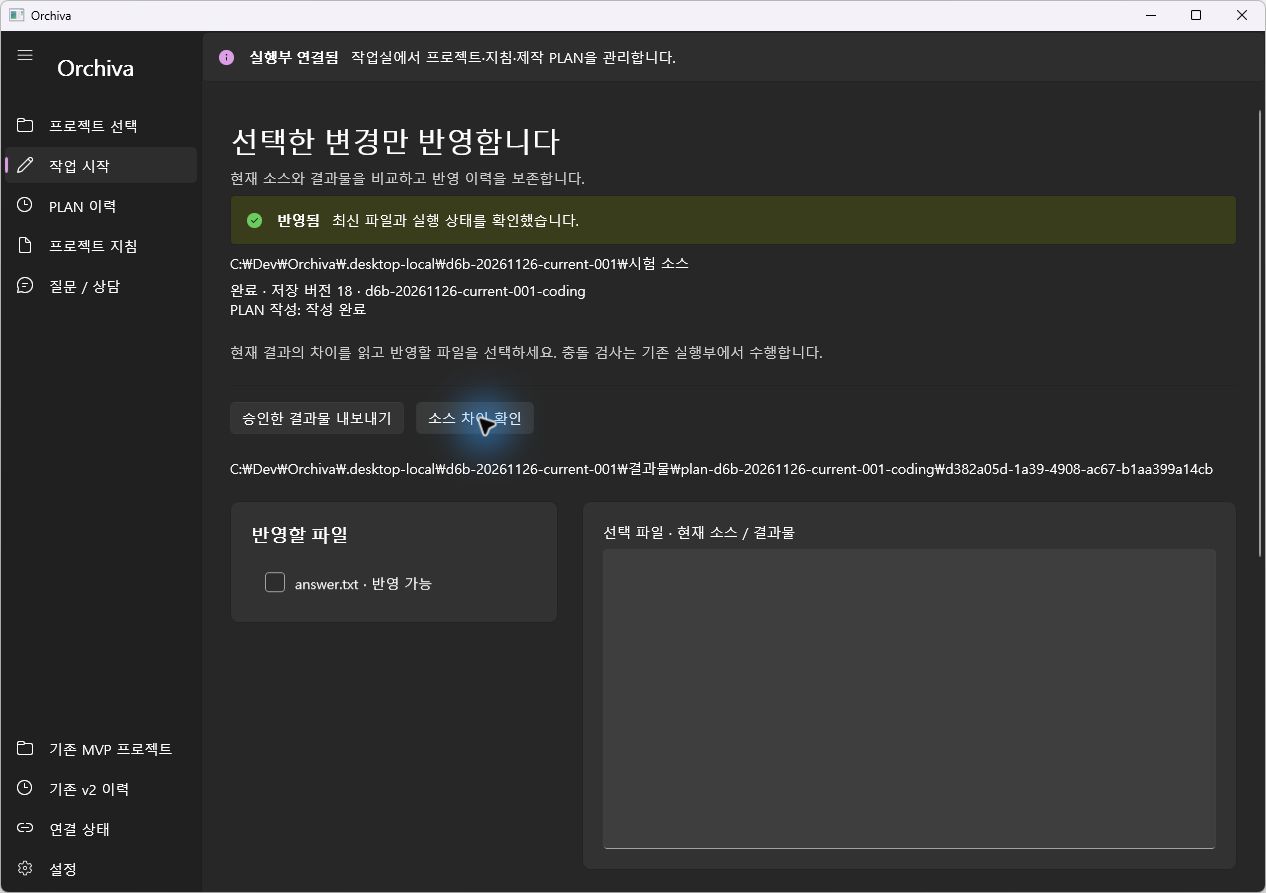 Orchiva
Orchiva
실행부 연결됨 작업실에서 프로젝트·지침·제작 PLAN을 관리합니다.
프로젝트 선택
작업 시작
PLAN 이력
프로젝트 지침
질문 / 상담
기존 MVP 프로젝트
기존 v2 이력
연결 상태
설정
선택한 변경만 반영합니다
현재 소스와 결과물을 비교하고 반영 이력을 보존합니다.
반영됨 최신 파일과 실행 상태를 확인했습니다.
C:₩Dev₩Orchiva₩.desktop-local₩d6b-20261126-current-001₩시험 소스
완료 · 저장 버전 18 · d6b-20261126-current-001-coding
PLAN 작성: 작성 완료
현재 결과의 차이를 읽고 반영할 파일을 선택하세요. 충돌 검사는 기존 실행부에서 수행합니다.
승인한 결과물 내보내기
소스 차이 확인
C:₩Dev₩Orchiva₩.desktop-local₩d6b-20261126-current-001₩결과물₩plan-d6b-20261126-current-001-coding₩d382a05d-1a39-4908-ac67-b1aa399a14cb
반영할 파일
answer.txt · 반영 가능
선택 파일 · 현재 소스 / 결과물